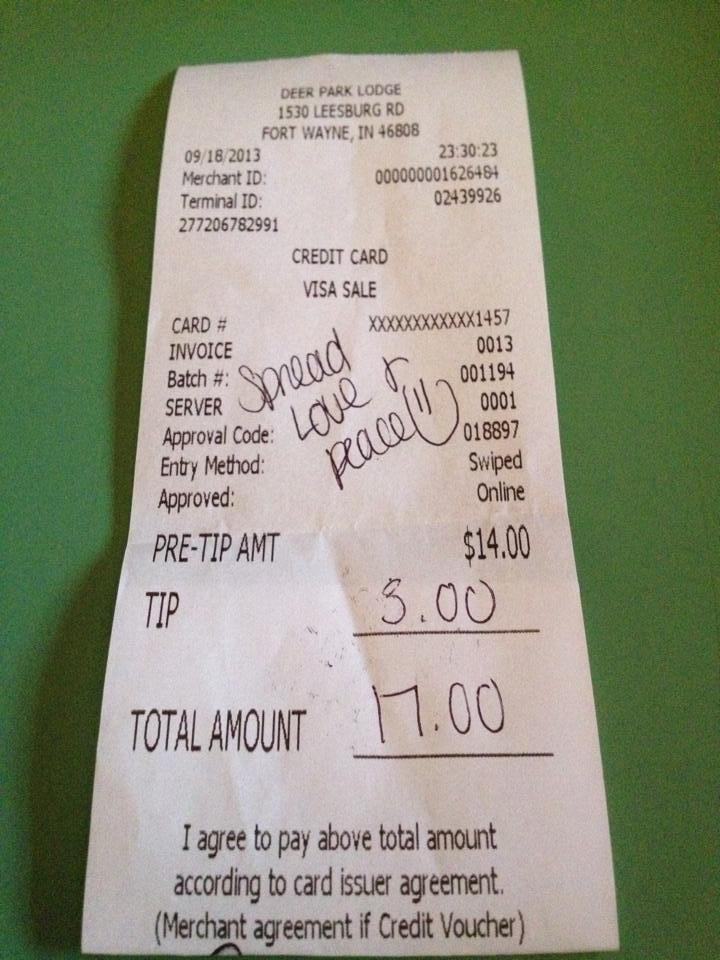 DEER PARK LODGE
1530 LEESBURG RD
FORT WAYNE, IN 46808
09/18/2013 23:30:23
Merchant ID: 000000001626484
Terminal ID: 02439926
277206782991
CREDIT CARD
VISA SALE
CARD # XXXXXXXXXXXX1457
INVOICE 0013
Batch #: 001194
SERVER 0001
Approval Code: 018897
Entry Method: Swiped
Approved: Online
Spread
Love &
peace
PRE-TIP AMT $14.00
TIP 3.00
TOTAL AMOUNT 17.00
I agree to pay above total amount
according to card issuer agreement.
(Merchant agreement if Credit Voucher)